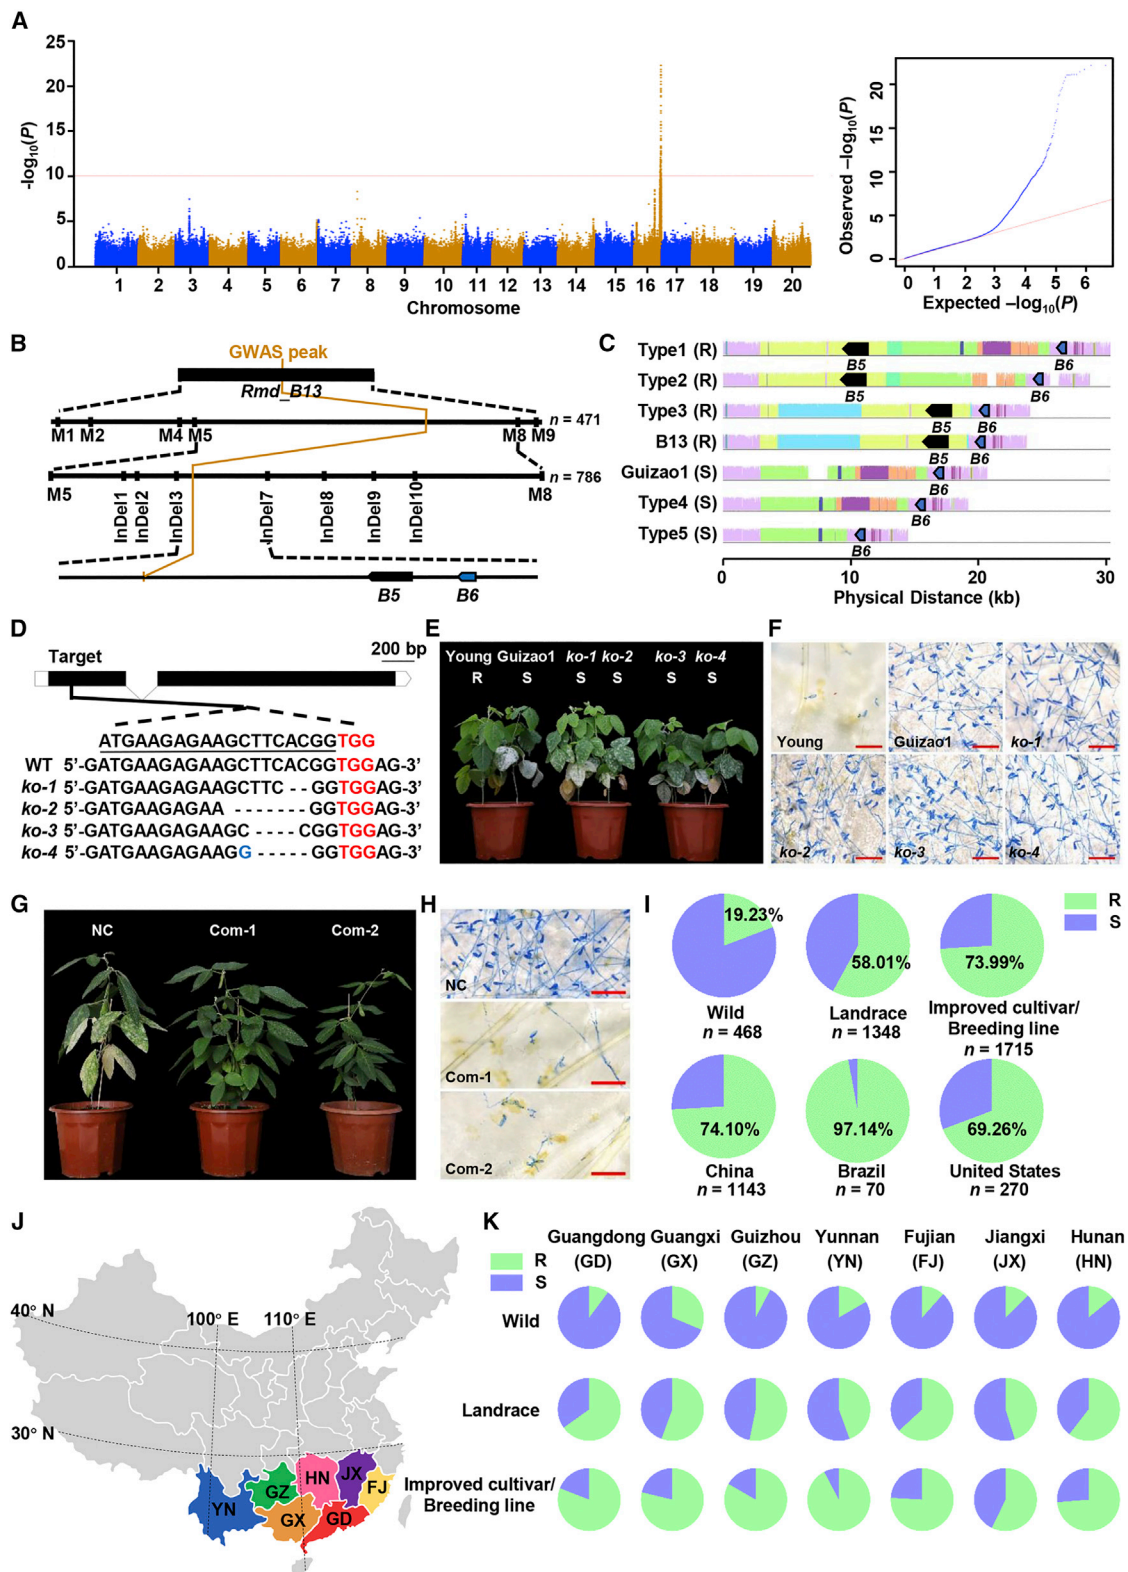 A
25
20
15
10
5
0
-log10(P)
1 2 3 4 5 6 7 8 9 10 11 12 13 14 15 16 17 18 19 20
Chromosome
20
15
10
5
0
Observed –log10(P)
0 1 2 3 4 5 6
Expected –log10(P)
B
GWAS peak
Rmd_B13
M1 M2 M4 M5 M8 M9
n = 471
M5 InDel1 InDel2 InDel3 InDel7 InDel8 InDel9 InDel10 M8
n = 786
B5 B6
C
Type1 (R)
B5 B6
Type2 (R)
B5 B6
Type3 (R)
B5 B6
B13 (R)
B5 B6
Guizao1 (S)
B6
Type4 (S)
B6
Type5 (S)
B6
0 10 20 30
Physical Distance (kb)
D
Target
200 bp
ATGAAGAGAAGCTTCACGGTGG
WT 5’-GATGAAGAGAAGCTTCACGGTGGAG-3’
ko-1 5’-GATGAAGAGAAGCTTC - - GGTGGAG-3’
ko-2 5’-GATGAAGAGAA - - - - - - - GGTGGAG-3’
ko-3 5’-GATGAAGAGAAGC - - - - CGGTGGAG-3’
ko-4 5’-GATGAAGAGAAGG - - - - - GGTGGAG-3’
E
Young Guizao1 ko-1 ko-2 ko-3 ko-4
R S S S S S
F
Young
Guizao1
ko-1
ko-2
ko-3
ko-4
G
NC Com-1 Com-2
H
NC
Com-1
Com-2
I
R
S
19.23%
58.01%
73.99%
Wild
n = 468
Landrace
n = 1348
Improved cultivar/
Breeding line
n = 1715
74.10%
97.14%
69.26%
China
n = 1143
Brazil
n = 70
United States
n = 270
J
40° N
100° E 110° E
30° N
YN
GZ
HN
JX
FJ
GX
GD
K
R
S
Guangdong
(GD)
Guangxi
(GX)
Guizhou
(GZ)
Yunnan
(YN)
Fujian
(FJ)
Jiangxi
(JX)
Hunan
(HN)
Wild
Landrace
Improved cultivar/
Breeding line